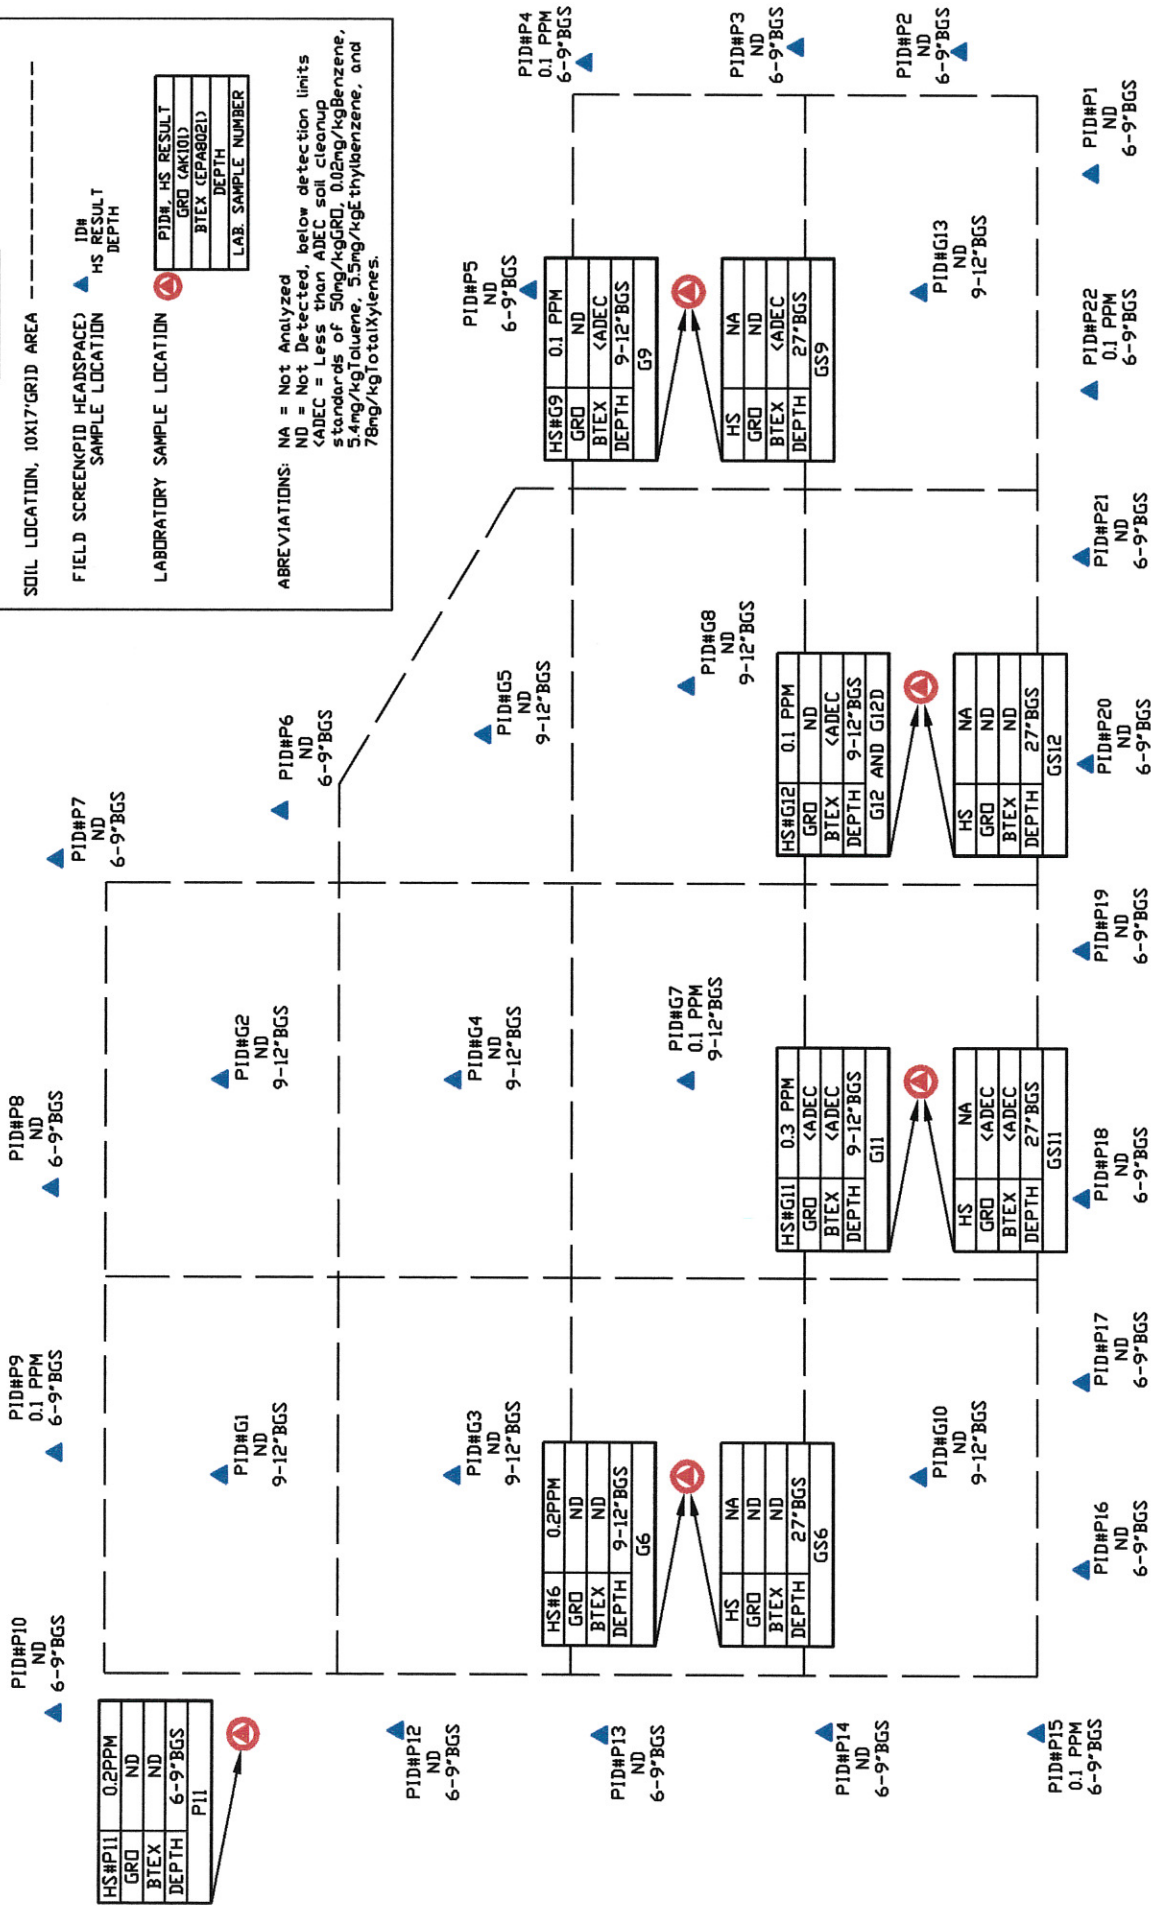 SOIL LOCATION, 10X17'GRID AREA
FIELD SCREEN(PID HEADSPACE)
SAMPLE LOCATION
ID#
HS RESULT
DEPTH
LABORATORY SAMPLE LOCATION
PID#, HS RESULT
GRO (AK101)
BTEX (EPA8021)
DEPTH
LAB. SAMPLE NUMBER
ABREVIATIONS: NA = Not Analyzed
ND = Not Detected, below detection limits
<ADEC = Less than ADEC soil cleanup
standards of 50mg/kgGRO, 0.02mg/kgBenzene,
5.4mg/kgToluene, 5.5mg/kgEthylbenzene, and
78mg/kgTotalXylenes.
PID#P10
ND
6-9"BGS
PID#P9
0.1 PPM
6-9"BGS
PID#P8
ND
6-9"BGS
PID#P7
ND
6-9"BGS
HS#P11 0.2PPM
GRO ND
BTEX ND
DEPTH 6-9"BGS
P11
PID#G1
ND
9-12"BGS
PID#G2
ND
9-12"BGS
PID#P6
ND
6-9"BGS
PID#P12
ND
6-9"BGS
PID#G3
ND
9-12"BGS
PID#G4
ND
9-12"BGS
PID#G5
ND
9-12"BGS
PID#P5
ND
6-9"BGS
PID#P4
0.1 PPM
6-9"BGS
HS#6 0.2PPM
GRO ND
BTEX ND
DEPTH 9-12"BGS
G6
HS#G9 0.1 PPM
GRO ND
BTEX <ADEC
DEPTH 9-12"BGS
G9
PID#P13
ND
6-9"BGS
PID#G7
0.1 PPM
9-12"BGS
PID#G8
ND
9-12"BGS
HS NA
GRO ND
BTEX ND
DEPTH 27"BGS
GS6
HS NA
GRO ND
BTEX <ADEC
DEPTH 27"BGS
GS9
PID#P3
ND
6-9"BGS
HS#G11 0.3 PPM
GRO <ADEC
BTEX <ADEC
DEPTH 9-12"BGS
G11
HS#G12 0.1 PPM
GRO ND
BTEX <ADEC
DEPTH 9-12"BGS
G12 AND G12D
PID#P14
ND
6-9"BGS
PID#G10
ND
9-12"BGS
PID#G13
ND
9-12"BGS
PID#P2
ND
6-9"BGS
HS NA
GRO <ADEC
BTEX <ADEC
DEPTH 27"BGS
GS11
HS NA
GRO ND
BTEX ND
DEPTH 27"BGS
GS12
PID#P15
0.1 PPM
6-9"BGS
PID#P16
ND
6-9"BGS
PID#P17
ND
6-9"BGS
PID#P18
ND
6-9"BGS
PID#P19
ND
6-9"BGS
PID#P20
ND
6-9"BGS
PID#P21
ND
6-9"BGS
PID#P22
0.1 PPM
6-9"BGS
PID#P1
ND
6-9"BGS